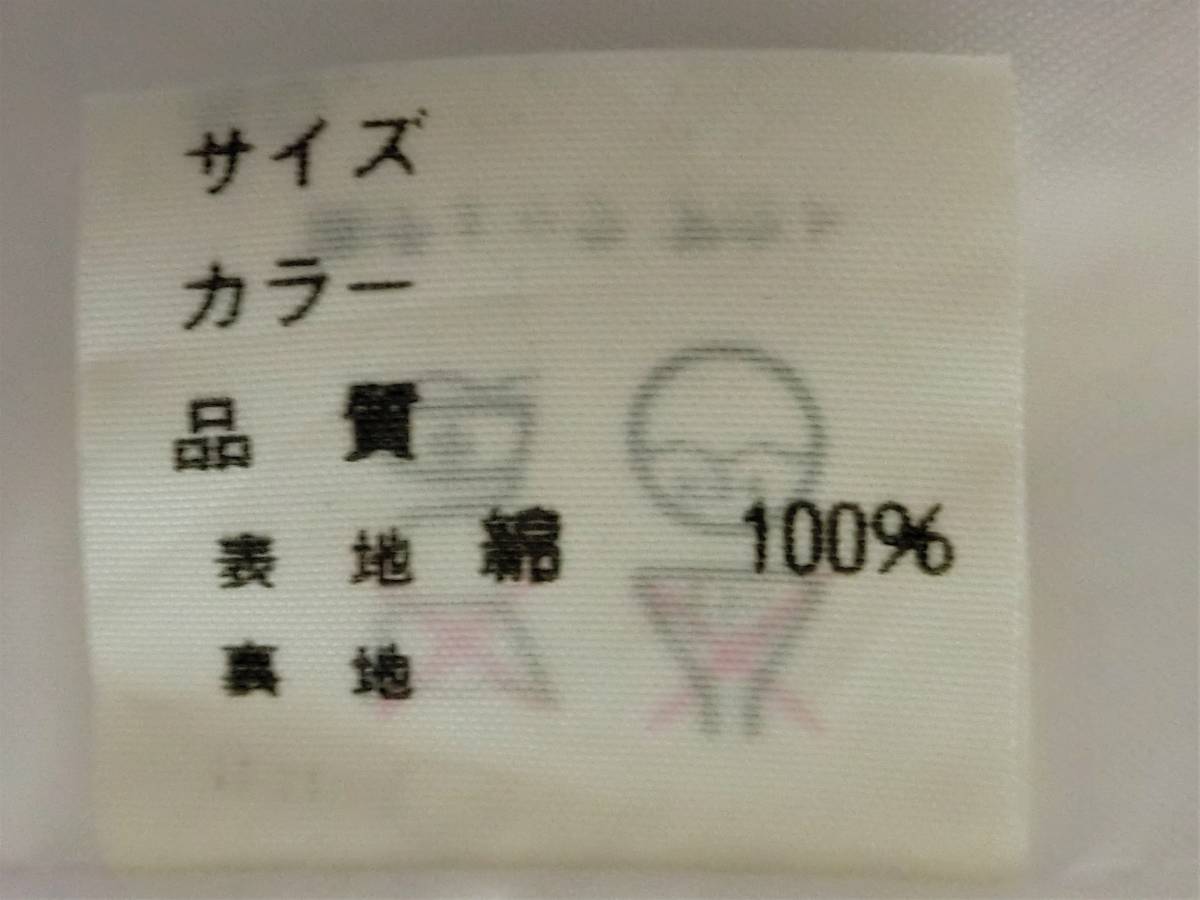 サイズ
カラー
品 質
表 地 綿 100%
裏 地